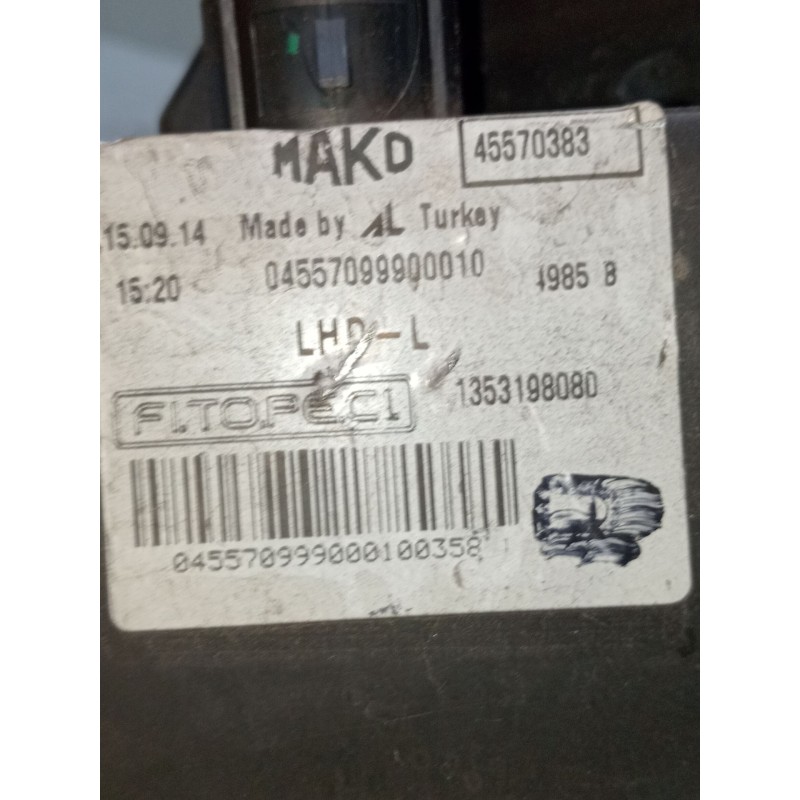 MAKO
45570383
15.09.14 Made by AL Turkey
15:20 04557099900010 4985 B
LHD-L
FI.TO.PE.CI. 1353198080
045570999000100358